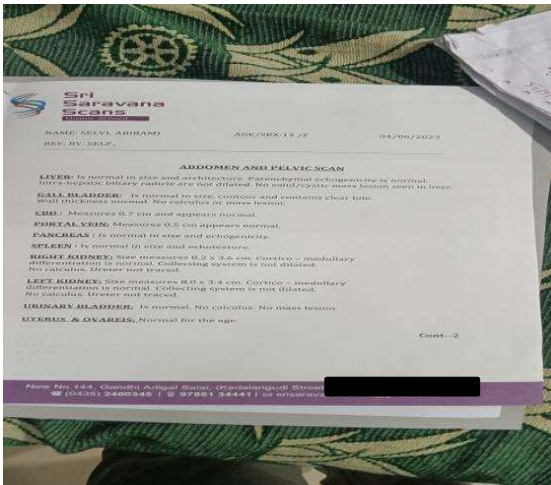 Sri
Saravana
Scans
NAME: SELVI. ABIRAMI AGE/SEX:12 /F 04/06/2023
REF. BY: SELF.
ABDOMEN AND PELVIC SCAN
LIVER: Is normal in size and architecture. Parenchymal echogenicity is normal.
Intra-hepatic biliary radicle are not dilated. No solid/cystic mass lesion seen in liver.
GALL BLADDER: Is normal in size, contour and contains clear bile.
Wall thickness normal. No calculus or mass lesion.
CBD: Measures 0.7 cm and appears normal.
PORTAL VEIN: Measures 0.5 cm appears normal.
PANCREAS : Is normal in size and echogenicity.
SPLEEN : Is normal in size and echotexture.
RIGHT KIDNEY: Size measures 8.2 x 3.6 cm. Cortico – medullary
differentiation is normal. Collecting system is not dilated.
No calculus. Ureter not traced.
LEFT KIDNEY: Size measures 8.0 x 3.4 cm. Cortico – medullary
differentiation is normal. Collecting system is not dilated.
No calculus. Ureter not traced.
URINARY BLADDER: Is normal. No calculus. No mass lesion.
UTERUS & OVAREIS: Normal for the age.
Cont.-2
New No.144, Gandhi Adigal Salai, (Kadalangudi Street
(0435) 2400345 | 97861 34441 | srisarava